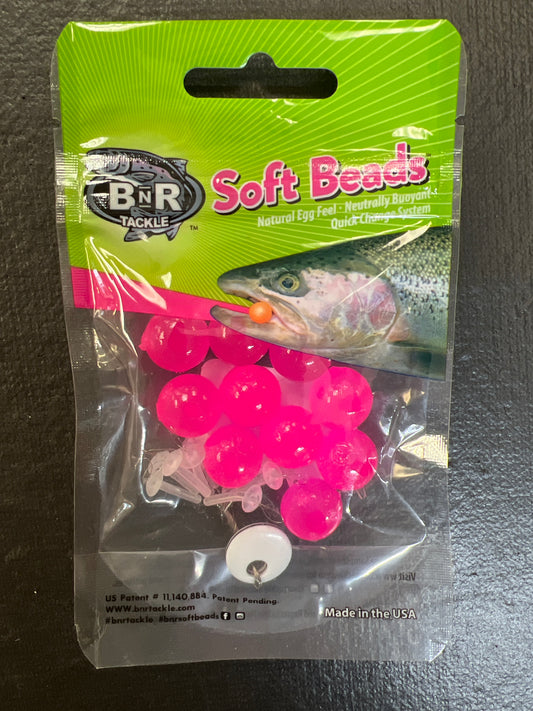 BnR
TACKLE
TM
Soft Beads
Natural Egg Feel · Neutrally Buoyant
Quick Change System
US Patent # 11,140,884. Patent Pending.
WWW.bnrtackle.com
#bnrtackle #bnrsoftbeads
Made in the USA